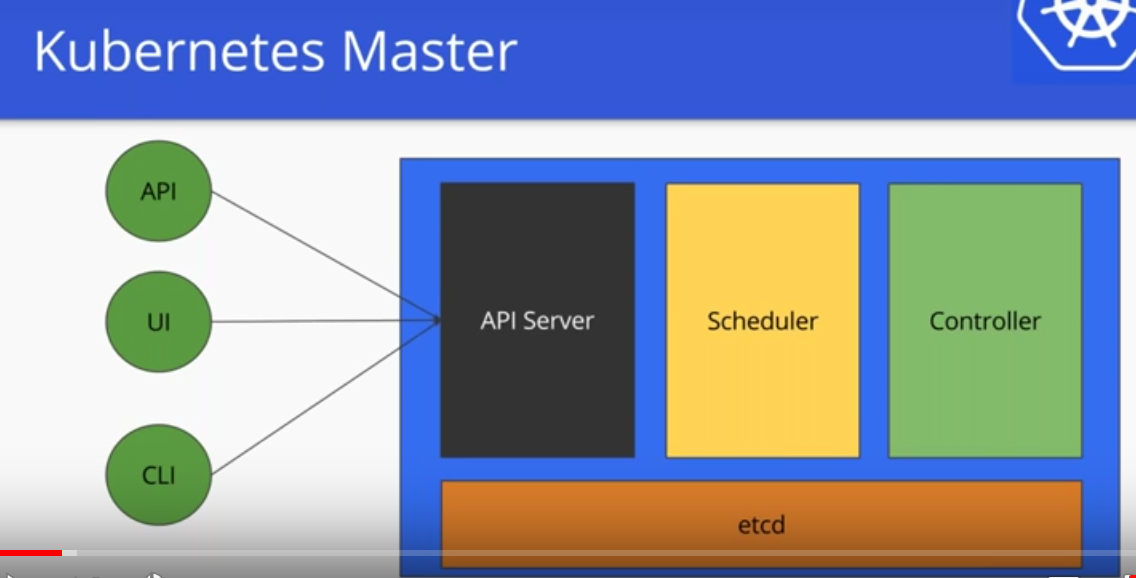 Kubernetes Master
API
UI
CLI
API Server
Scheduler
Controller
etcd